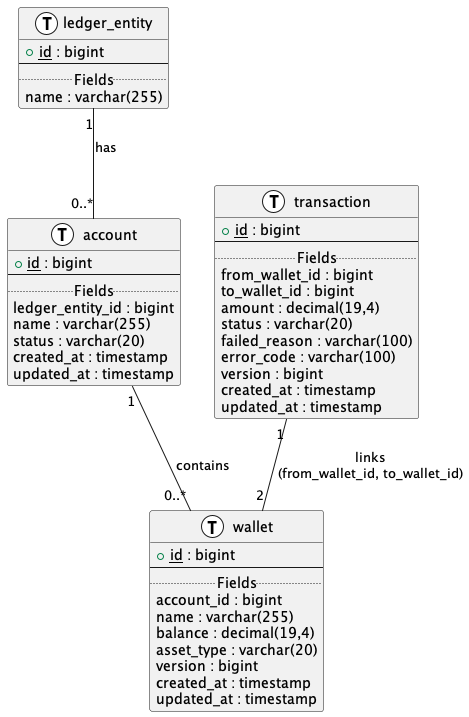 T ledger_entity
id : bigint
Fields
name : varchar(255)
1
has
0..*
T account
id : bigint
Fields
ledger_entity_id : bigint
name : varchar(255)
status : varchar(20)
created_at : timestamp
updated_at : timestamp
T transaction
id : bigint
Fields
from_wallet_id : bigint
to_wallet_id : bigint
amount : decimal(19,4)
status : varchar(20)
failed_reason : varchar(100)
error_code : varchar(100)
version : bigint
created_at : timestamp
updated_at : timestamp
1
contains
0..*
1
links
(from_wallet_id, to_wallet_id)
2
T wallet
id : bigint
Fields
account_id : bigint
name : varchar(255)
balance : decimal(19,4)
asset_type : varchar(20)
version : bigint
created_at : timestamp
updated_at : timestamp